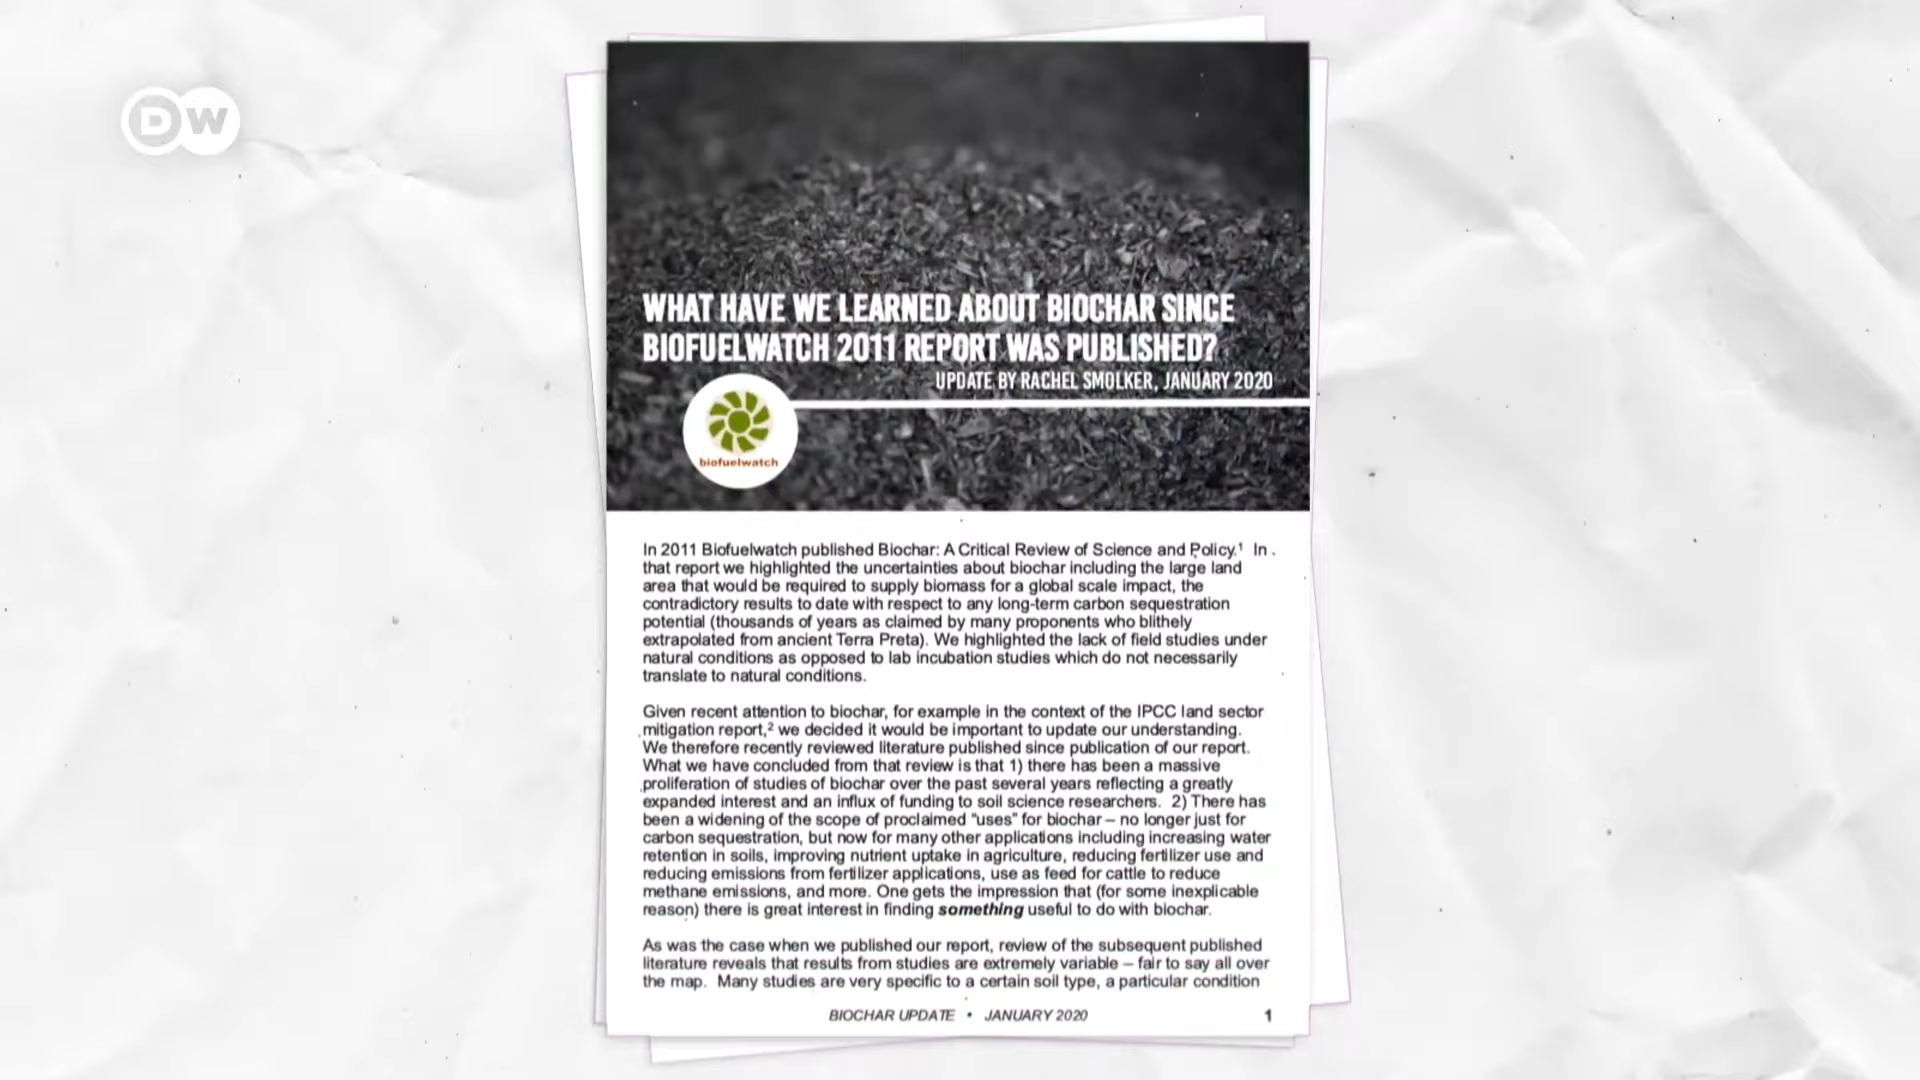 DW
WHAT HAVE WE LEARNED ABOUT BIOCHAR SINCE
BIOFUELWATCH 2011 REPORT WAS PUBLISHED?
UPDATE BY RACHEL SMOLKER, JANUARY 2020
biofuelwatch
In 2011 Biofuelwatch published Biochar: A Critical Review of Science and Policy.¹ In
that report we highlighted the uncertainties about biochar including the large land
area that would be required to supply biomass for a global scale impact, the
contradictory results to date with respect to any long-term carbon sequestration
potential (thousands of years as claimed by many proponents who blithely
extrapolated from ancient Terra Preta). We highlighted the lack of field studies under
natural conditions as opposed to lab incubation studies which do not necessarily
translate to natural conditions.
Given recent attention to biochar, for example in the context of the IPCC land sector
mitigation report,² we decided it would be important to update our understanding.
We therefore recently reviewed literature published since publication of our report.
What we have concluded from that review is that 1) there has been a massive
proliferation of studies of biochar over the past several years reflecting a greatly
expanded interest and an influx of funding to soil science researchers. 2) There has
been a widening of the scope of proclaimed "uses" for biochar – no longer just for
carbon sequestration, but now for many other applications including increasing water
retention in soils, improving nutrient uptake in agriculture, reducing fertilizer use and
reducing emissions from fertilizer applications, use as feed for cattle to reduce
methane emissions, and more. One gets the impression that (for some inexplicable
reason) there is great interest in finding something useful to do with biochar.
As was the case when we published our report, review of the subsequent published
literature reveals that results from studies are extremely variable – fair to say all over
the map. Many studies are very specific to a certain soil type, a particular condition
BIOCHAR UPDATE • JANUARY 2020 1